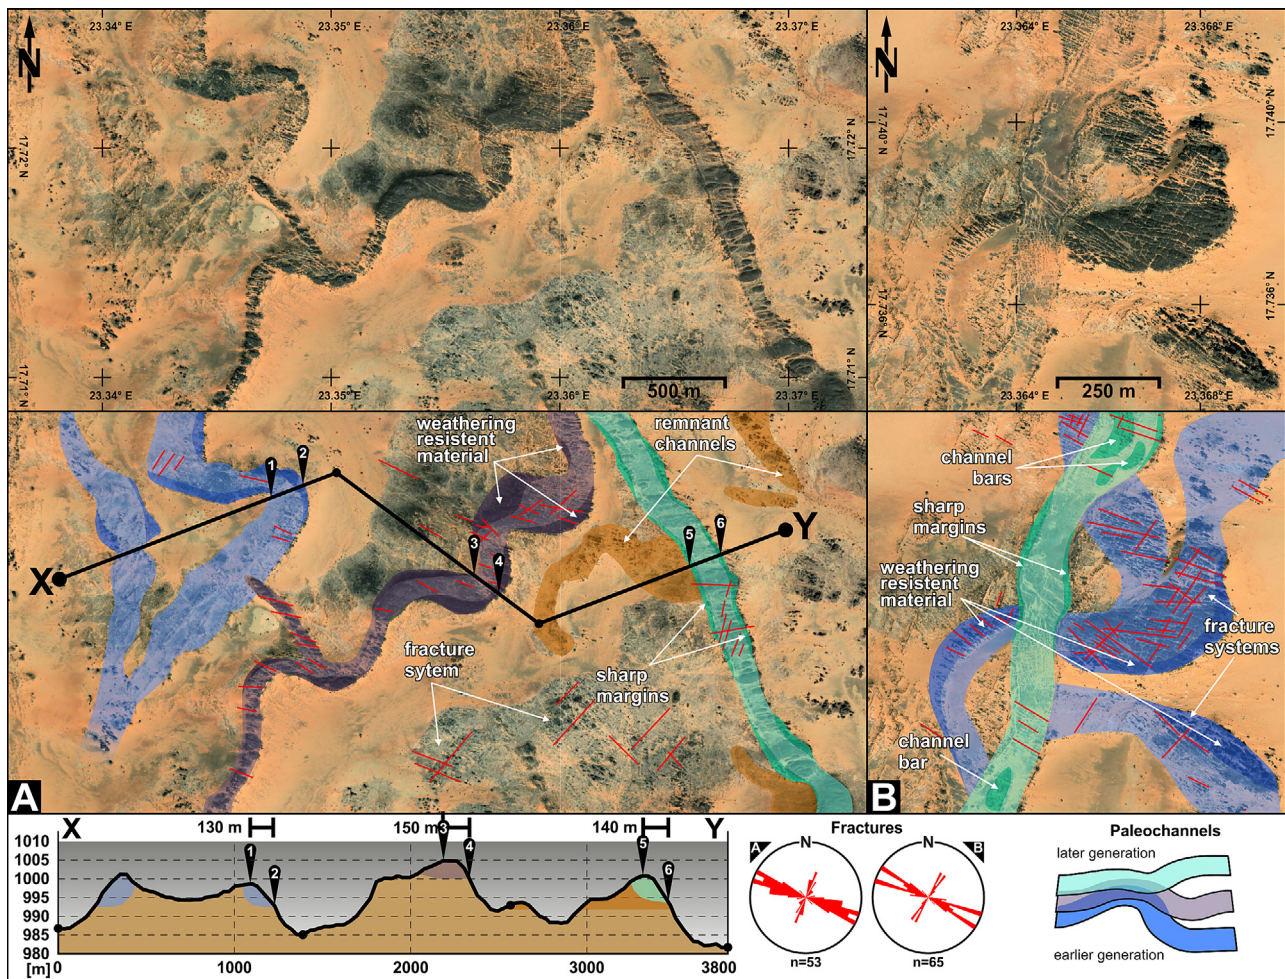 23.34° E
23.35° E
23.36° E
23.37° E
N
17.72° N
17.72° N
17.71° N
17.71° N
500 m
23.34° E
23.35° E
23.36° E
23.37° E
23.364° E
23.368° E
N
17.740° N
17.740° N
17.736° N
17.736° N
250 m
23.364° E
23.368° E
weathering
resistent
material
remnant
channels
1
2
3
4
5
6
X
Y
fracture
sytem
sharp
margins
A
channel
bars
sharp
margins
weathering
resistent
material
fracture
systems
channel
bar
B
X
130 m
150 m
140 m
Y
1
2
3
4
5
6
1010
1005
1000
995
990
985
980
[m]
0
1000
2000
3000
3800
Fractures
A
N
B
N
n=53
n=65
Paleochannels
later generation
earlier generation